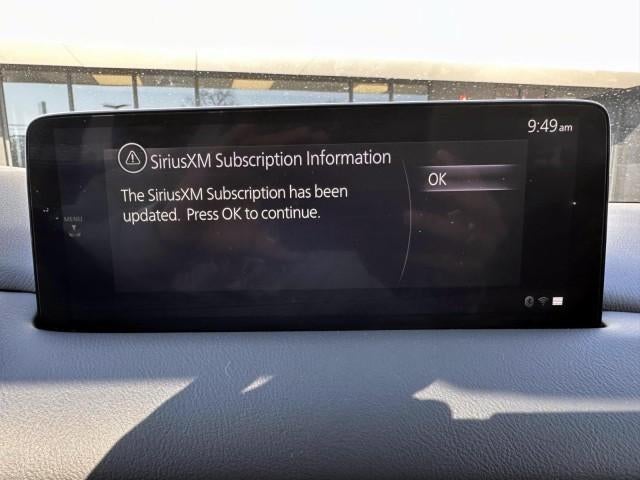 9:49am
SiriusXM Subscription Information
The SiriusXM Subscription has been
updated. Press OK to continue.
OK
MENU